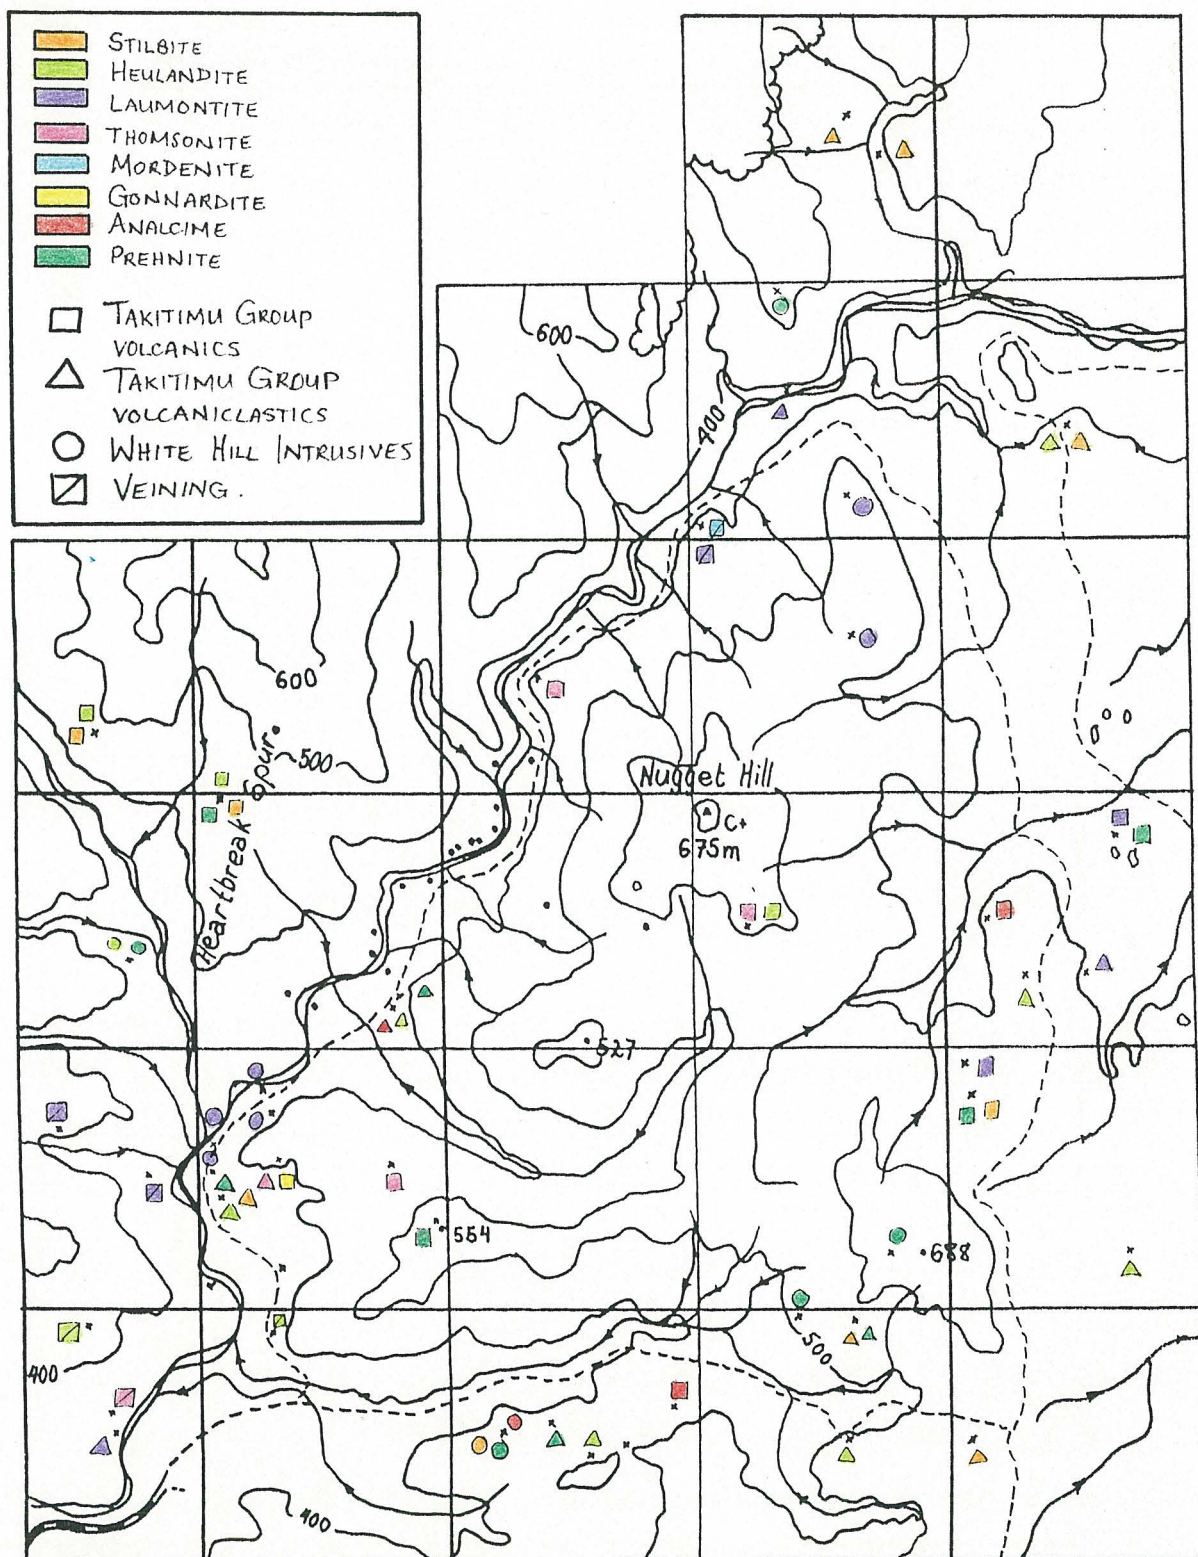 STILBITE
HEULANDITE
LAUMONTITE
THOMSONITE
MORDENITE
GONNARDITE
ANALCIME
PREHNITE
TAKITIMU GROUP
VOLCANICS
TAKITIMU GROUP
VOLCANICLASTICS
WHITE HILL INTRUSIVES
VEINING.
600
400
600
500
Heartbreak Spur
Nugget Hill
C
675m
527
554
688
500
400
400